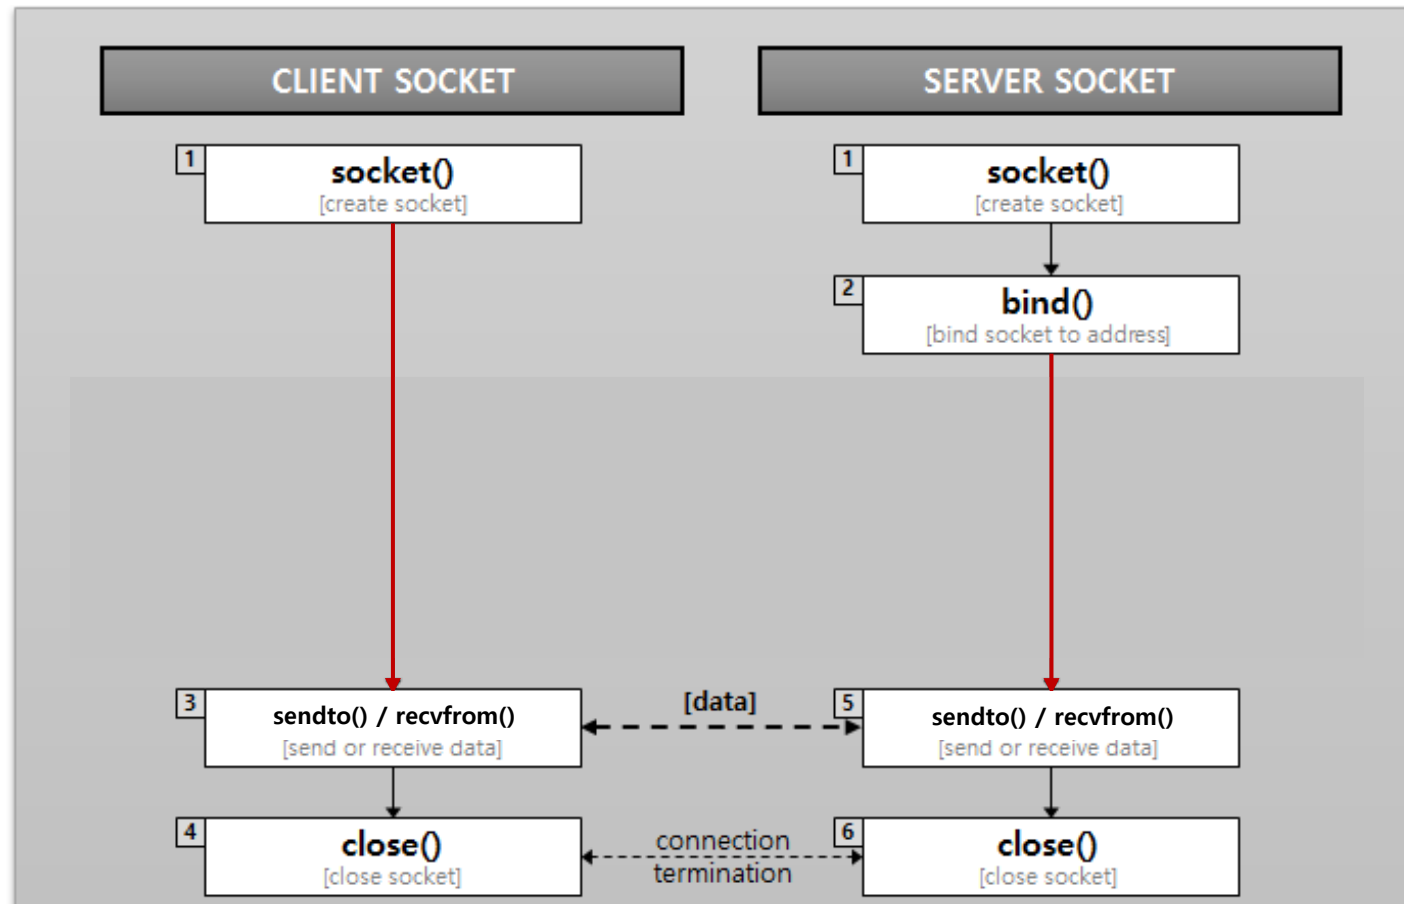 CLIENT SOCKET
SERVER SOCKET
1
socket()
[create socket]
1
socket()
[create socket]
2
bind()
[bind socket to address]
3
sendto() / recvfrom()
[send or receive data]
[data]
5
sendto() / recvfrom()
[send or receive data]
4
close()
[close socket]
connection
termination
6
close()
[close socket]